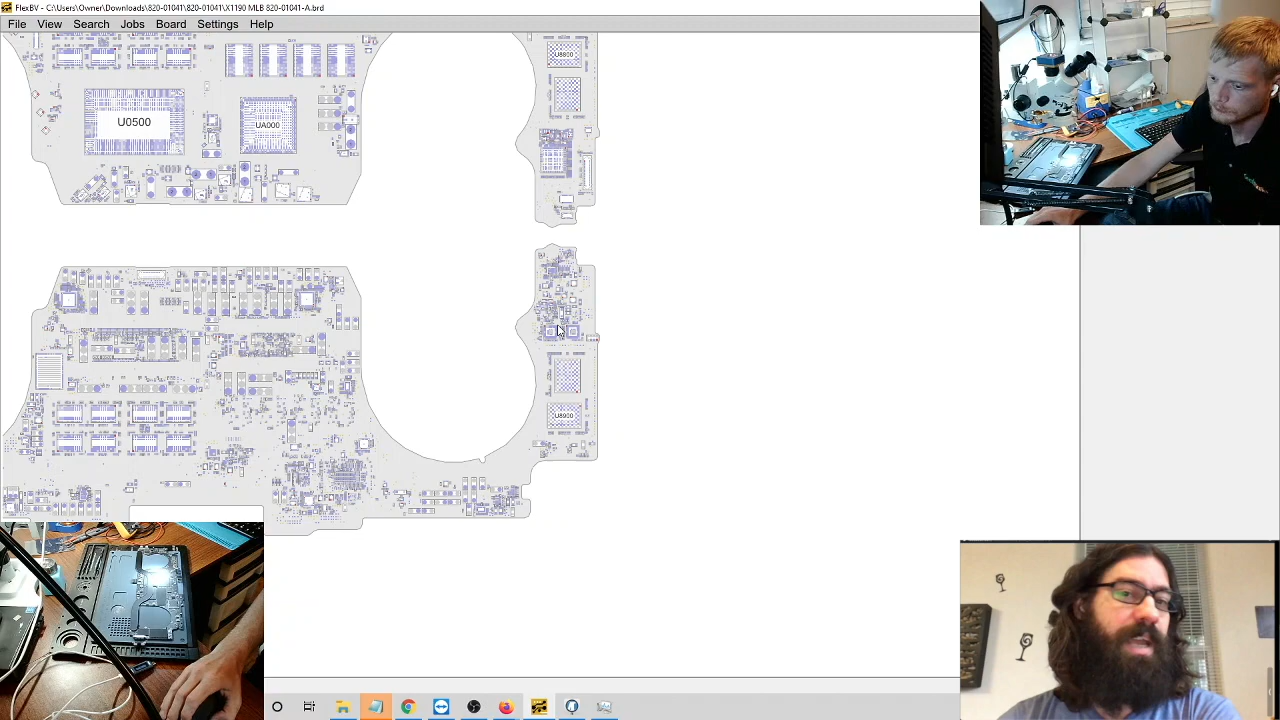 FlexBV - C:\Users\Owner\Downloads\820-01041\820-01041\X1190 MLB 820-01041-A.brd
File View Search Jobs Board Settings Help
U8800
U0500
UA000
U8900